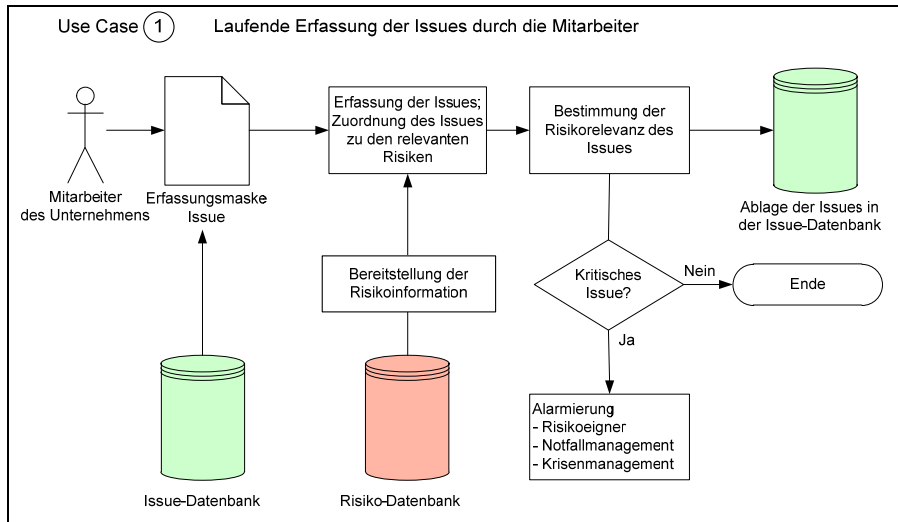 Use Case 1 Laufende Erfassung der Issues durch die Mitarbeiter
Mitarbeiter
des Unternehmens
Erfassungsmaske
Issue
Erfassung der Issues;
Zuordnung des Issues
zu den relevanten
Risiken
Bestimmung der
Risikorelevanz des
Issues
Ablage der Issues in
der Issue-Datenbank
Bereitstellung der
Risikoinformation
Kritisches
Issue?
Nein
Ende
Ja
Alarmierung
- Risikoeigner
- Notfallmanagement
- Krisenmanagement
Issue-Datenbank
Risiko-Datenbank